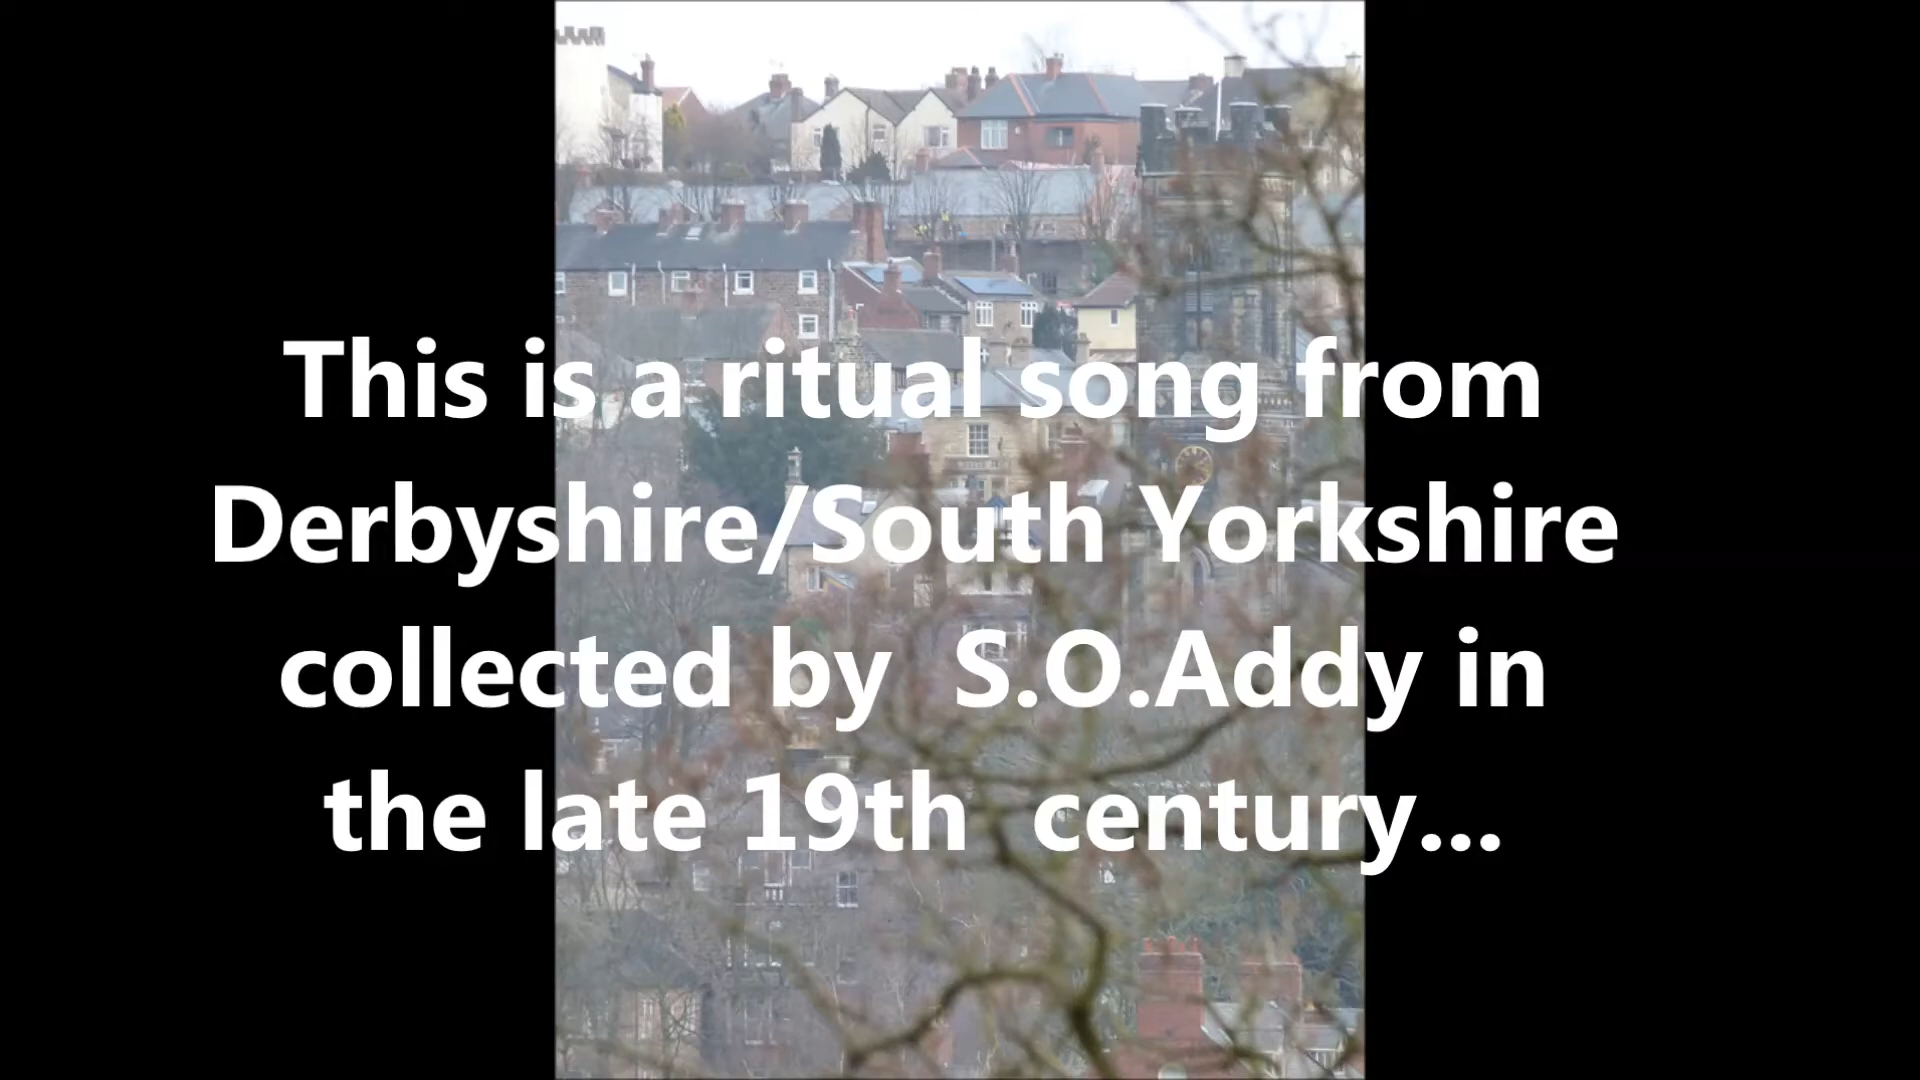 This is a ritual song from
Derbyshire/South Yorkshire
collected by  S.O.Addy in
the late 19th  century...